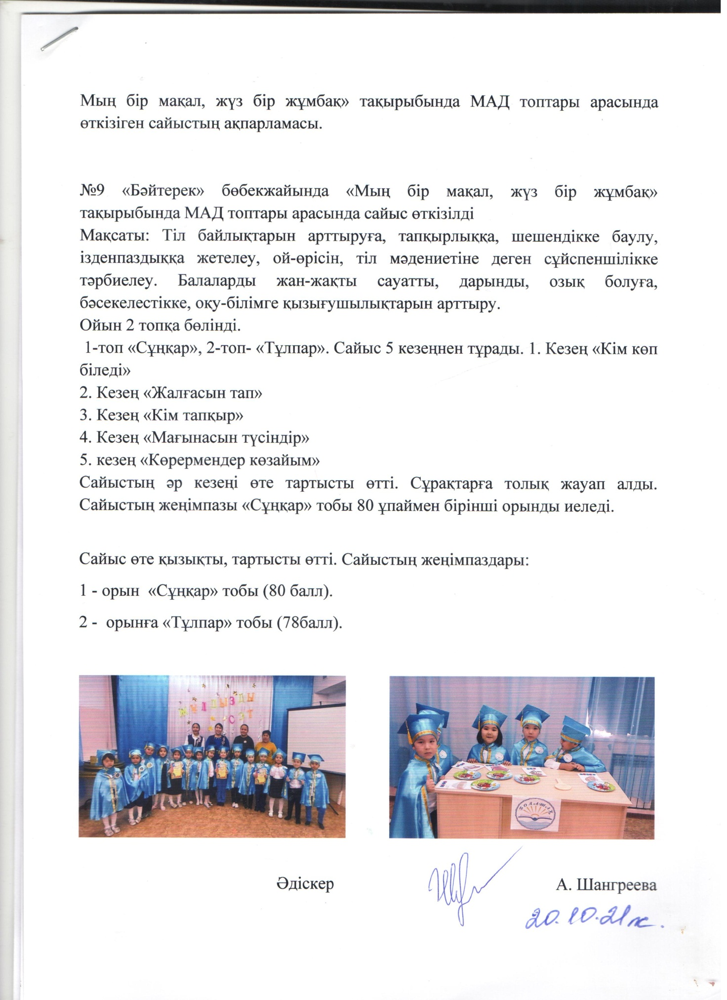 Мың бір мақал, жүз бір жұмбақ» тақырыбында МАД топтары арасында
өткізіген сайыстың ақпарламасы.
№9 «Бәйтерек» бөбекжайында «Мың бір мақал, жүз бір жұмбақ»
тақырыбында МАД топтары арасында сайыс өткізілді
Мақсаты: Тіл байлықтарын арттыруға, тапқырлыққа, шешендікке баулу,
ізденпаздыққа жетелеу, ой-өрісін, тіл мәдениетіне деген сұйспеншілікке
тәрбиелеу. Балаларды жан-жақты сауатты, дарынды, озық болуға,
бәсекелестікке, оқу-білімге қызығушылықтарын арттыру.
Ойын 2 топқа бөлінді.
1-топ «Сұңқар», 2-топ- «Тұлпар». Сайыс 5 кезеңнен тұрады. 1. Кезең «Кім көп
біледі»
2. Кезең «Жалғасын тап»
3. Кезең «Кім тапқыр»
4. Кезең «Мағынасын түсіндір»
5. кезең «Көрермендер көзайым»
Сайыстың әр кезеңі өте тартысты өтті. Сұрақтарға толық жауап алды.
Сайыстың жеңімпазы «Сұңқар» тобы 80 ұпаймен бірінші орынды иеледі.
Сайыс өте қызықты, тартысты өтті. Сайыстың жеңімпаздары:
1 - орын «Сұңқар» тобы (80 балл).
2 - орынға «Тұлпар» тобы (78балл).
ЖҰЛДЫЗДЫ
СӘТ
БОЛАШАҚ
Әдіскер А. Шангреева
20.10.21ж.